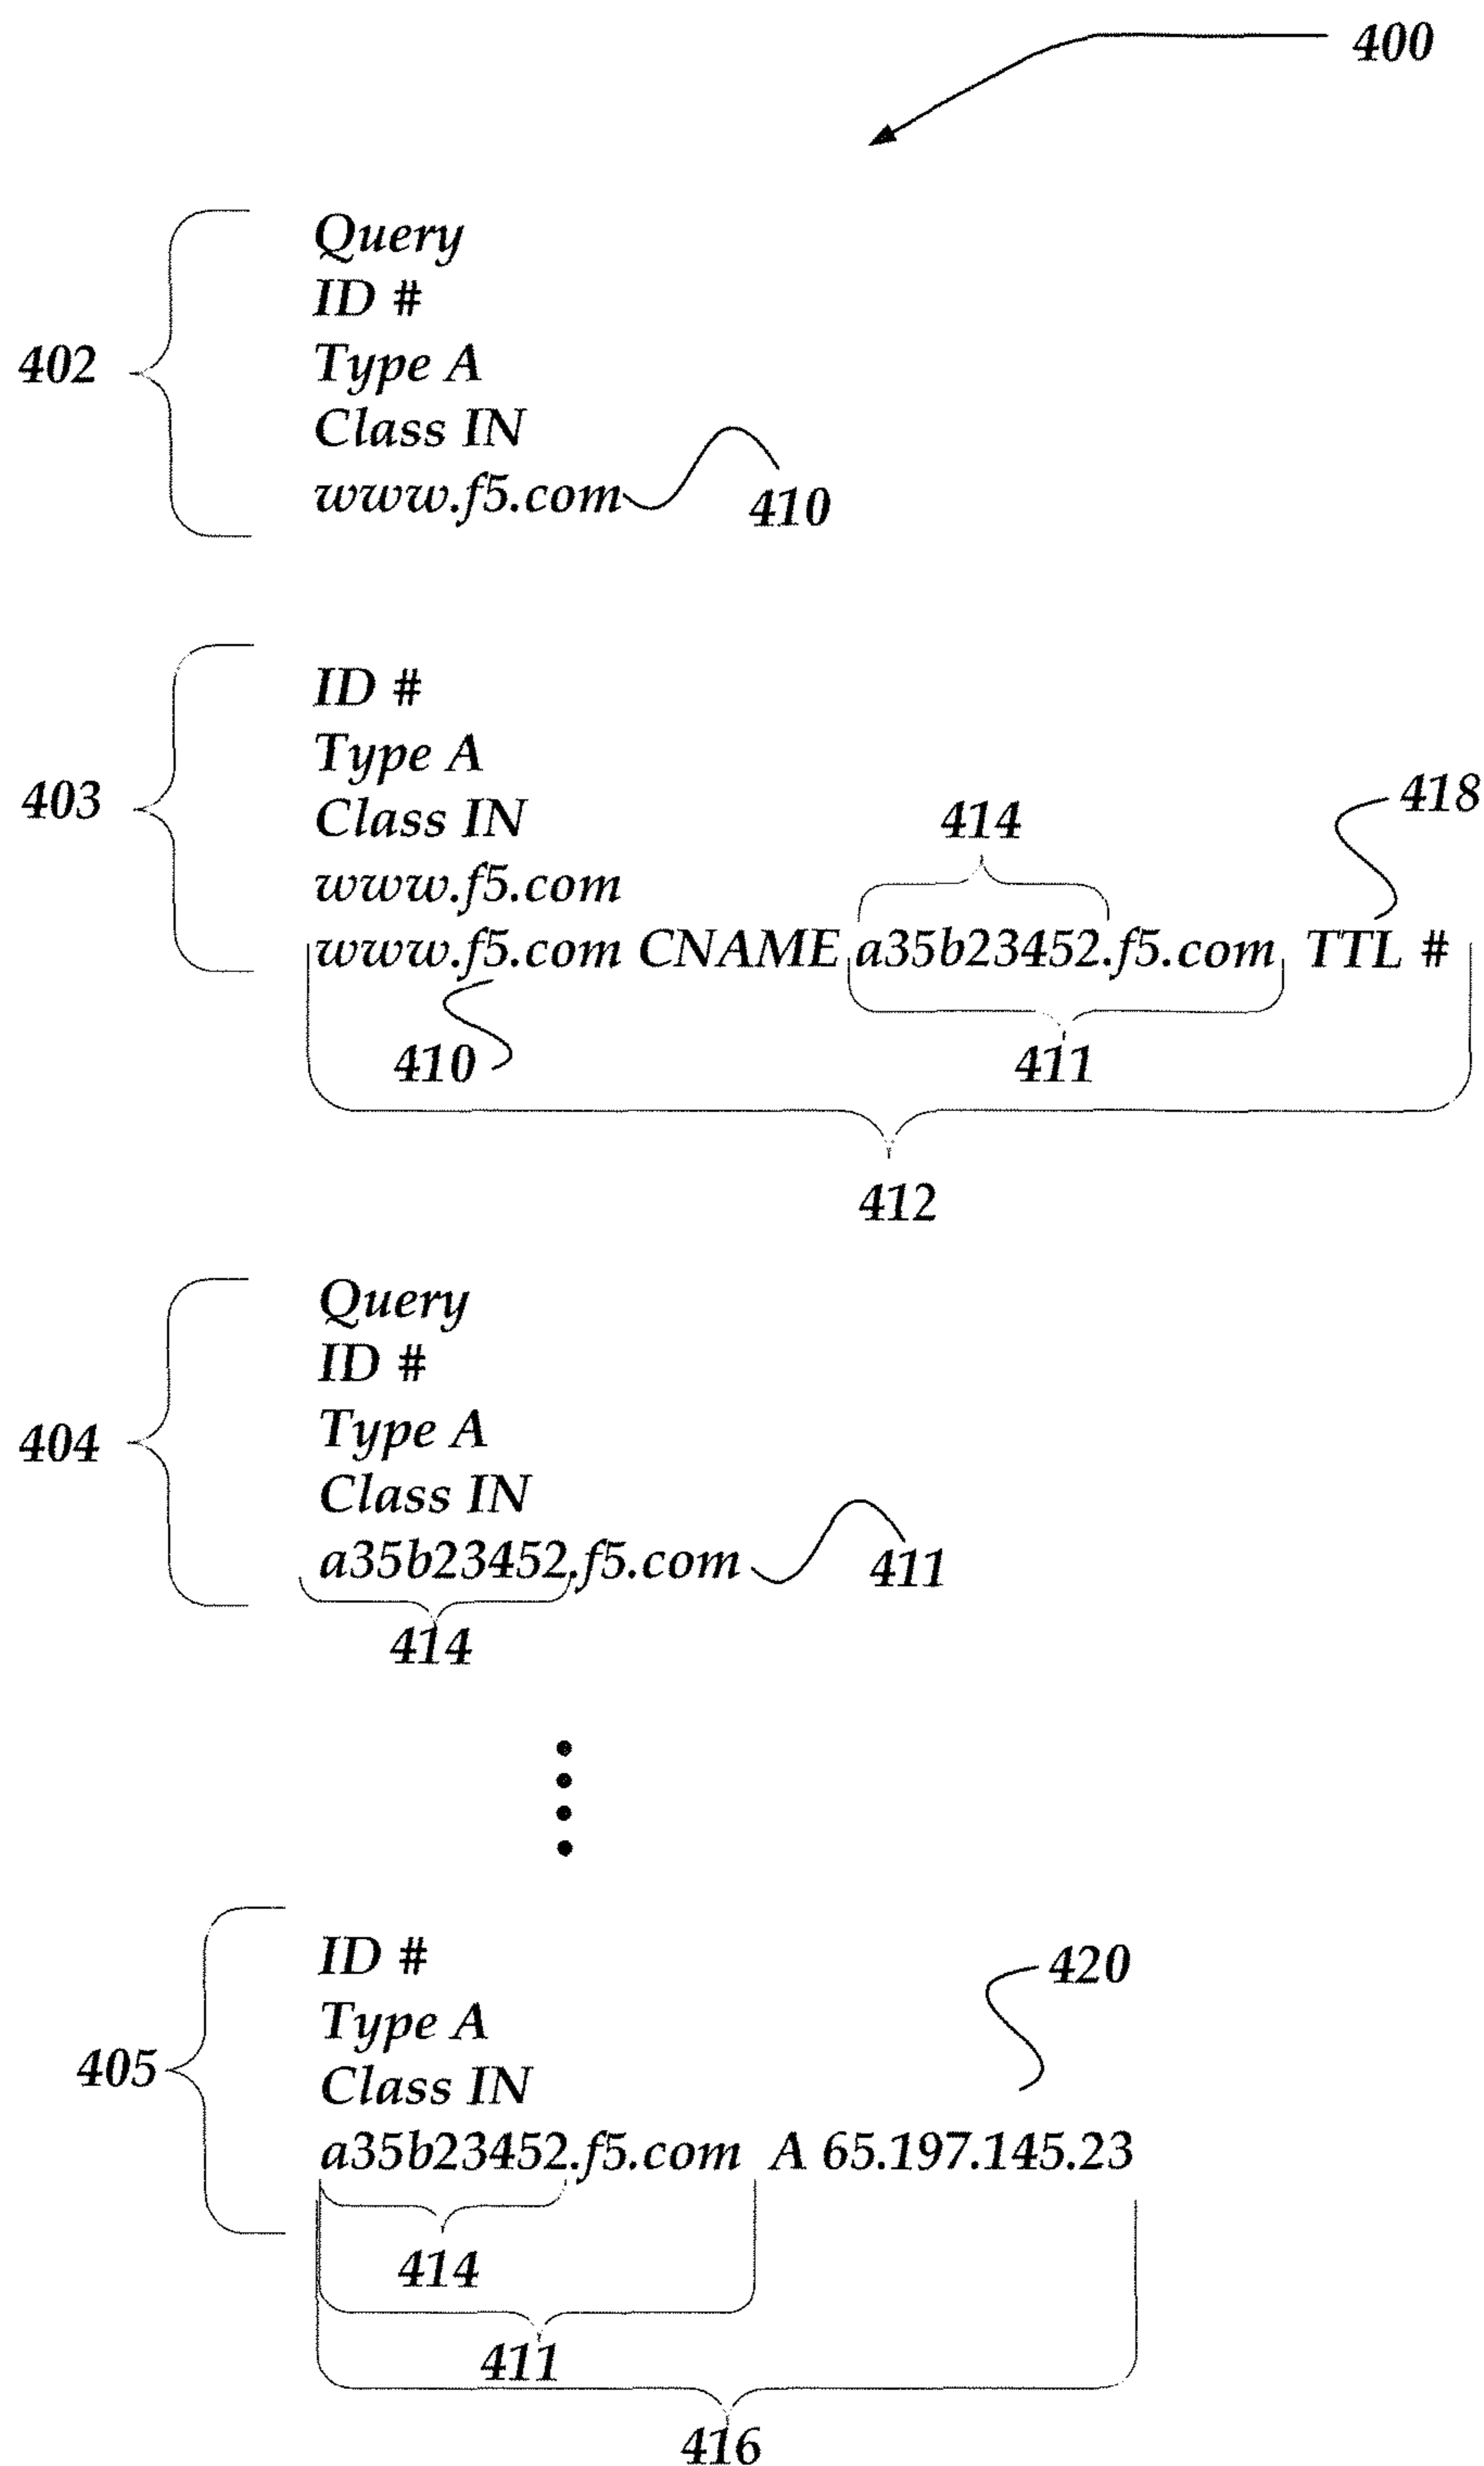 400
Query
ID #
402
Type A
Class IN
www.f5.com
410
ID #
Type A
403
418
Class IN
414
www.f5.com
www.f5.com CNAME a35b23452.f5.com TTL #
410
411
412
Query
ID #
404
Type A
Class IN
a35b23452.f5.com
411
414
ID #
420
Type A
405
Class IN
a35b23452.f5.com A 65.197.145.23
414
411
416